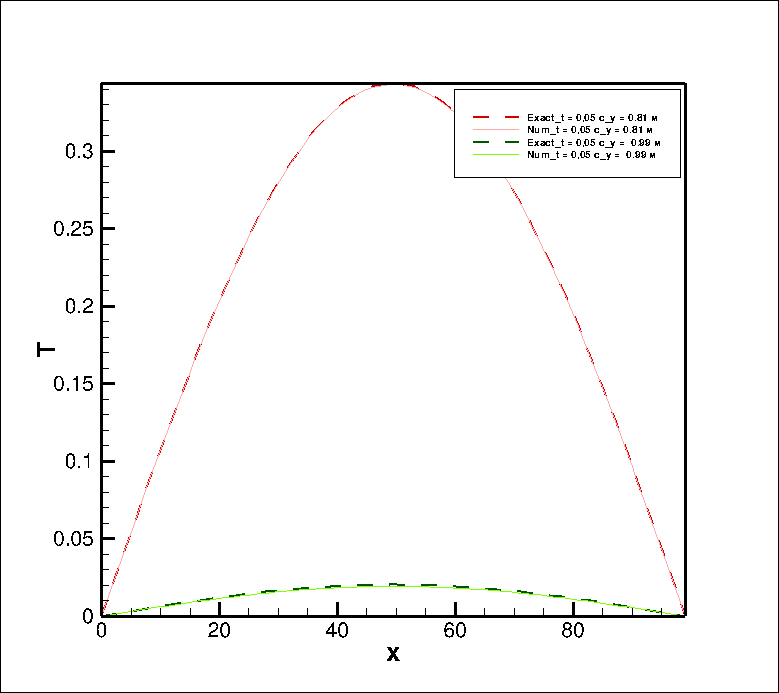 Exact_t = 0,05 c_y = 0.81 м
Num_t = 0,05 c_y = 0.81 м
Exact_t = 0,05 c_y =  0.99 м
Num_t = 0,05 c_y =  0.99 м
0.3
0.25
0.2
0.15
0.1
0.05
0
T
0 20 40 60 80
x